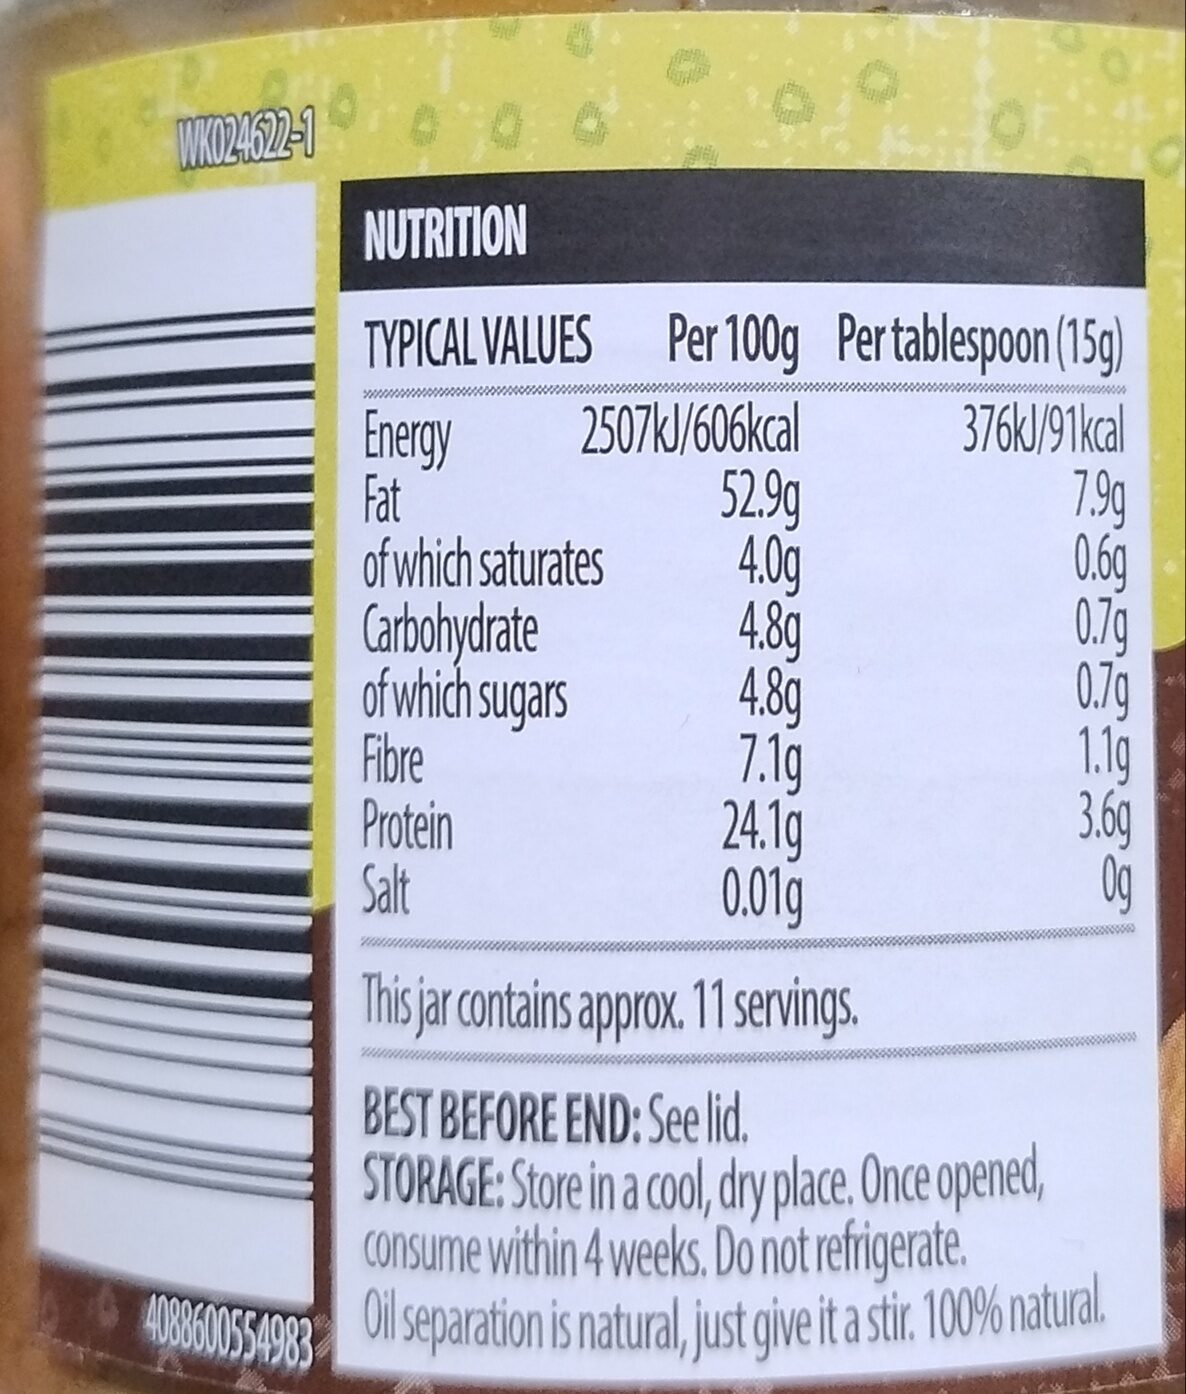 WK024622-1
NUTRITION
TYPICAL VALUES Per 100g Per tablespoon (15g)
Energy 2507kJ/606kcal 376kJ/91kcal
Fat 52.9g 7.9g
of which saturates 4.0g 0.6g
Carbohydrate 4.8g 0.7g
of which sugars 4.8g 0.7g
Fibre 7.1g 1.1g
Protein 24.1g 3.6g
Salt 0.01g 0g
This jar contains approx. 11 servings.
BEST BEFORE END: See lid.
STORAGE: Store in a cool, dry place. Once opened,
consume within 4 weeks. Do not refrigerate.
Oil separation is natural, just give it a stir. 100% natural.
4088600554983